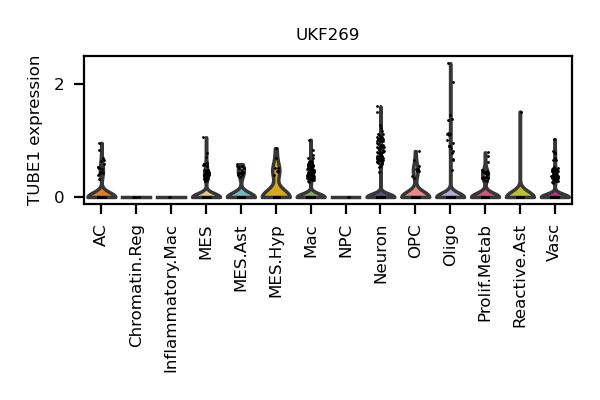 UKF269
TUBE1 expression
2
0
AC
Chromatin.Reg
Inflammatory.Mac
MES
MES.Ast
MES.Hyp
Mac
NPC
Neuron
OPC
Oligo
Prolif.Metab
Reactive.Ast
Vasc